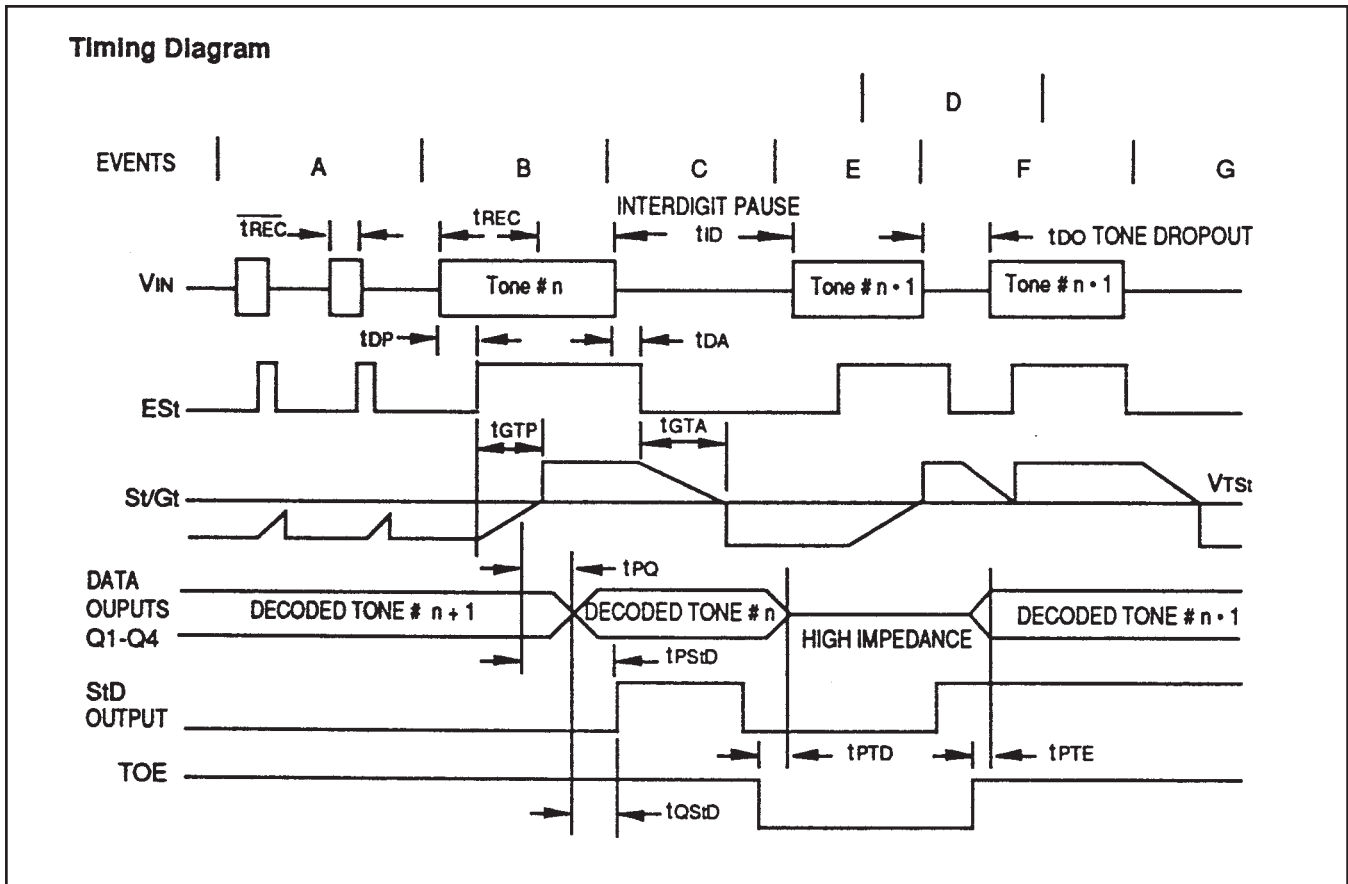 Timing Diagram
D
EVENTS A B C E F G
INTERDIGIT PAUSE
tREC tREC tID tDO TONE DROPOUT
VIN Tone # n Tone # n • 1 Tone # n • 1
tDP tDA
ESt
tGTP tGTA
St/Gt VTSt
tPQ
DATA
OUPUTS
Q1-Q4
DECODED TONE # n + 1 DECODED TONE # n HIGH IMPEDANCE DECODED TONE # n • 1
tPStD
StD
OUTPUT
tPTD tPTE
TOE
tQStD